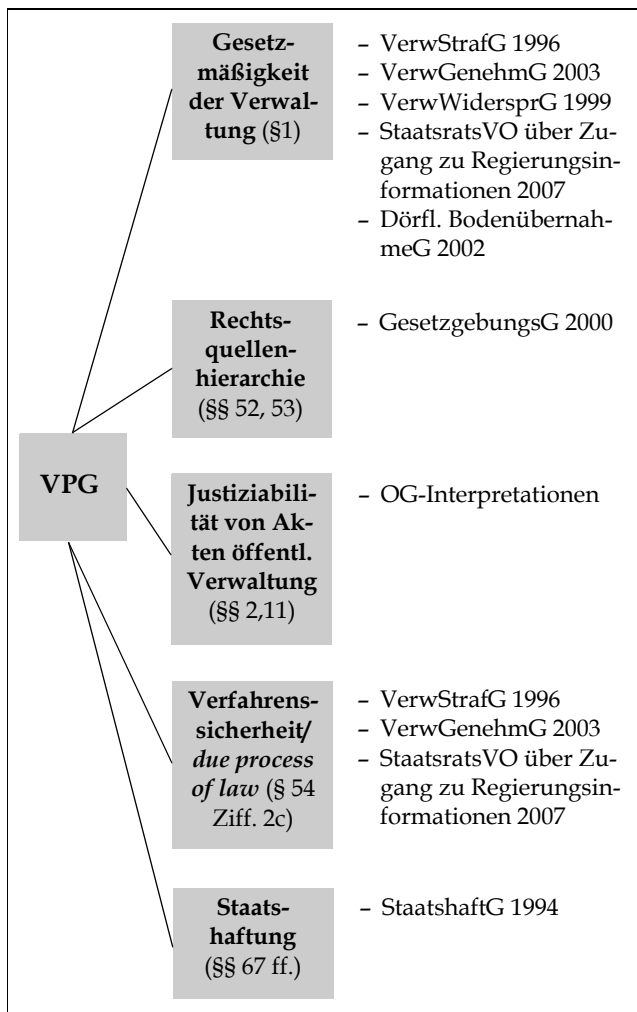 Gesetz-
mäßigkeit
der Verwal-
tung (§1)
– VerwStrafG 1996
– VerwGenehmG 2003
– VerwWidersprG 1999
– StaatsratsVO über Zu-
gang zu Regierungsin-
formationen 2007
– Dörfl. Bodenübernah-
meG 2002
Rechts-
quellen-
hierarchie
(§§ 52, 53)
– GesetzgebungsG 2000
VPG
Justiziabili-
tät von Ak-
ten öffentl.
Verwaltung
(§§ 2,11)
– OG-Interpretationen
Verfahrens-
sicherheit/
due process
of law (§ 54
Ziff. 2c)
– VerwStrafG 1996
– VerwGenehmG 2003
– StaatsratsVO über Zu-
gang zu Regierungsin-
formationen 2007
Staats-
haftung
(§§ 67 ff.)
– StaatshaftG 1994